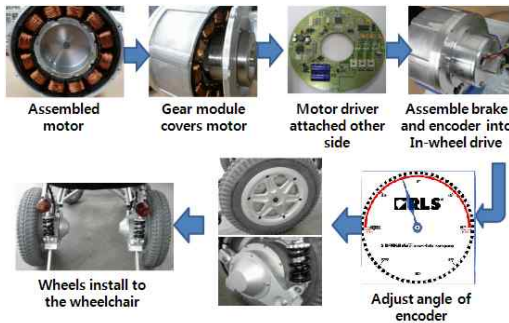 Assembled
motor
Gear module
covers motor
Motor driver
attached other
side
Assemble brake
and encoder into
In-wheel drive
Wheels install to
the wheelchair
RLS
Adjust angle of
encoder